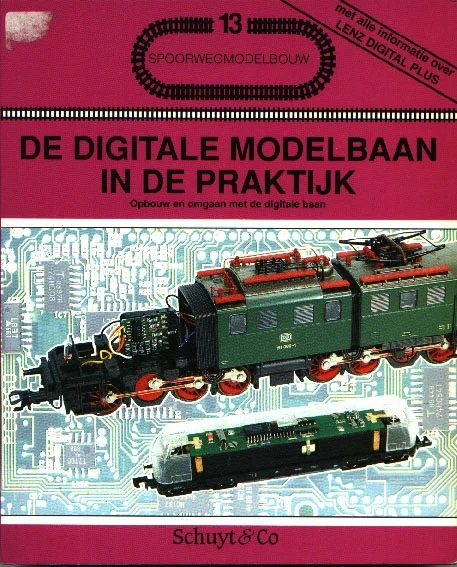 13
SPOORWEGMODELBOUW
met alle informatie over
LENZ DIGITAL PLUS
DE DIGITALE MODELBAAN
IN DE PRAKTIJK
Opbouw en omgaan met de digitale baan
Schuyt & Co